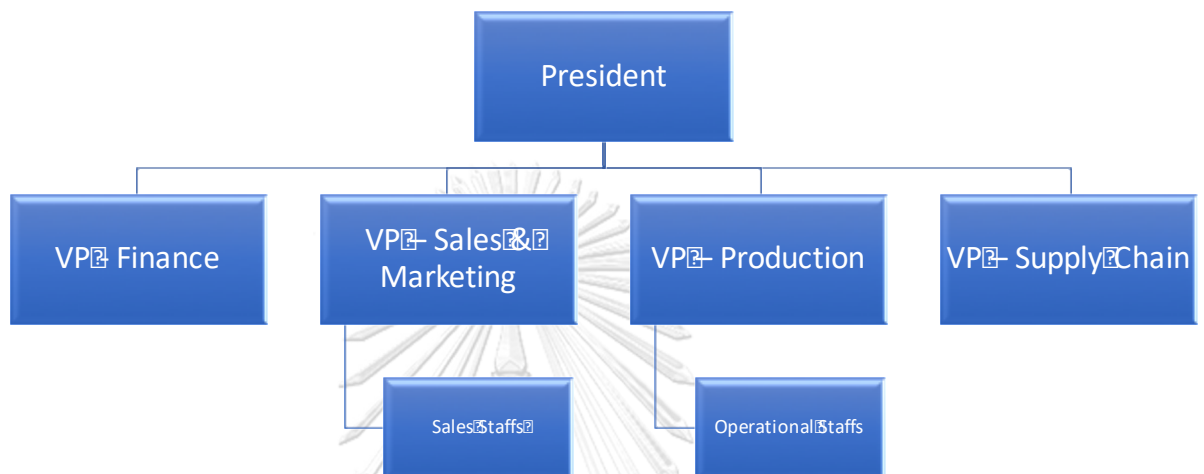 President
VP – Finance
VP – Sales &
Marketing
VP – Production
VP – Supply Chain
Sales Staffs
Operational Staffs